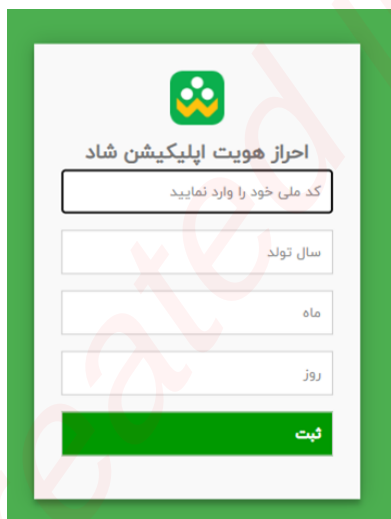 احراز هویت اپلیکیشن شاد
کد ملی خود را وارد نمایید
سال تولد
ماه
روز
ثبت